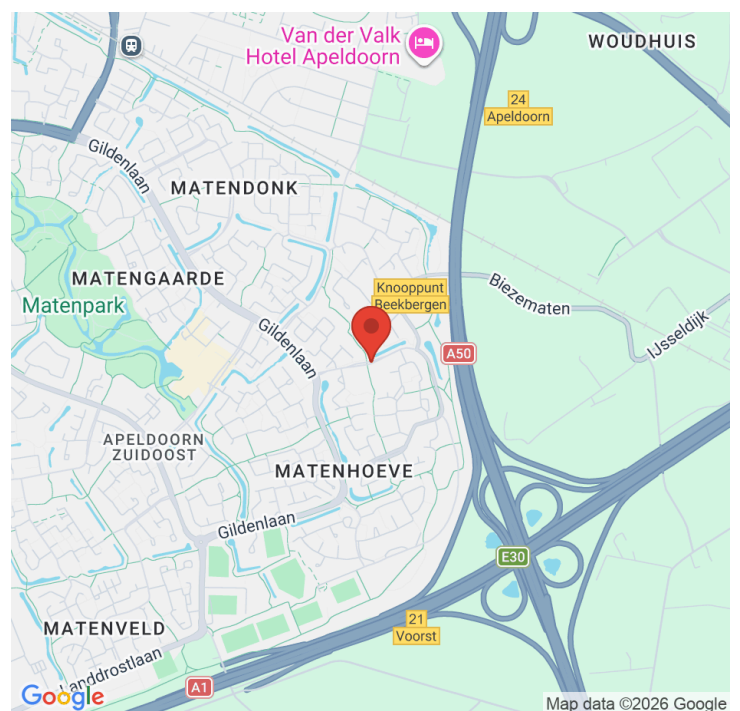 Van der Valk
Hotel Apeldoorn
WOUDHUIS
24
Apeldoorn
Gildenlaan
MATENDONK
MATENGAARDE
Matenpark
Knooppunt
Beekbergen
Biezematen
IJsseldijk
Gildenlaan
A50
APELDOORN
ZUIDOOST
MATENHOEVE
Gildenlaan
E30
21
Voorst
MATENVELD
Landdrostlaan
A1
Google
Map data ©2026 Google